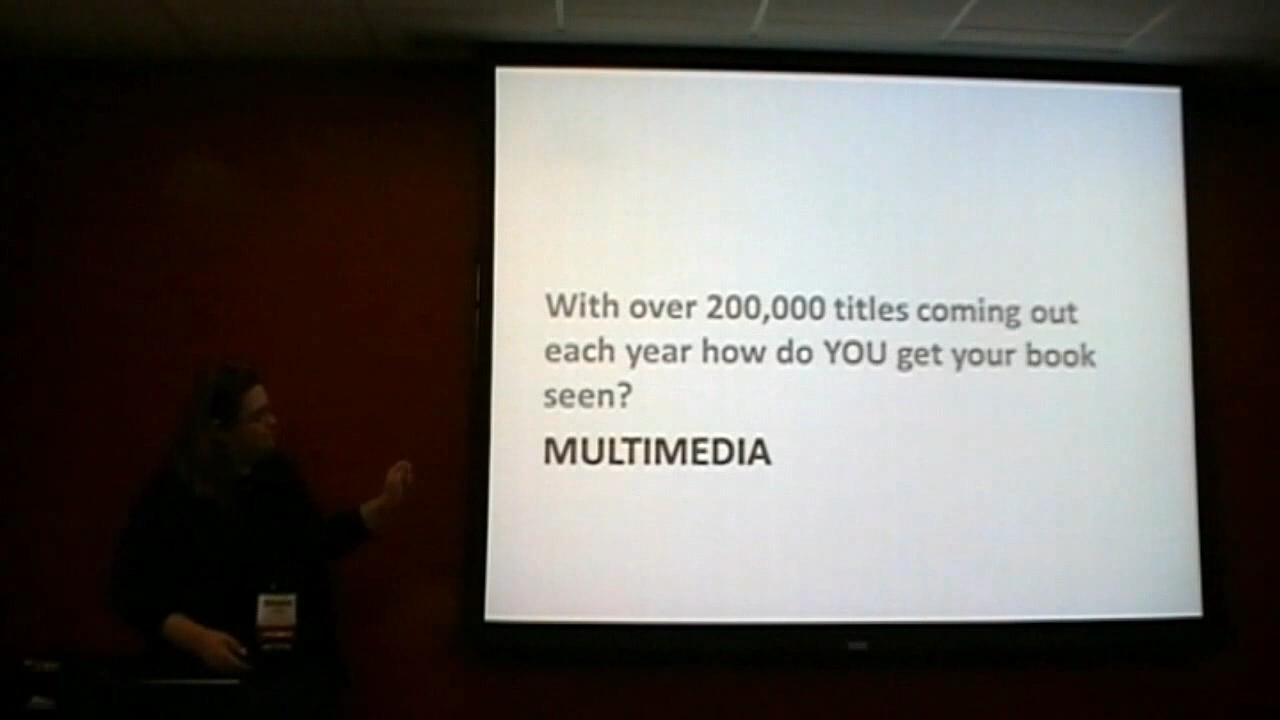 With over 200,000 titles coming out
each year how do YOU get your book
seen?
MULTIMEDIA